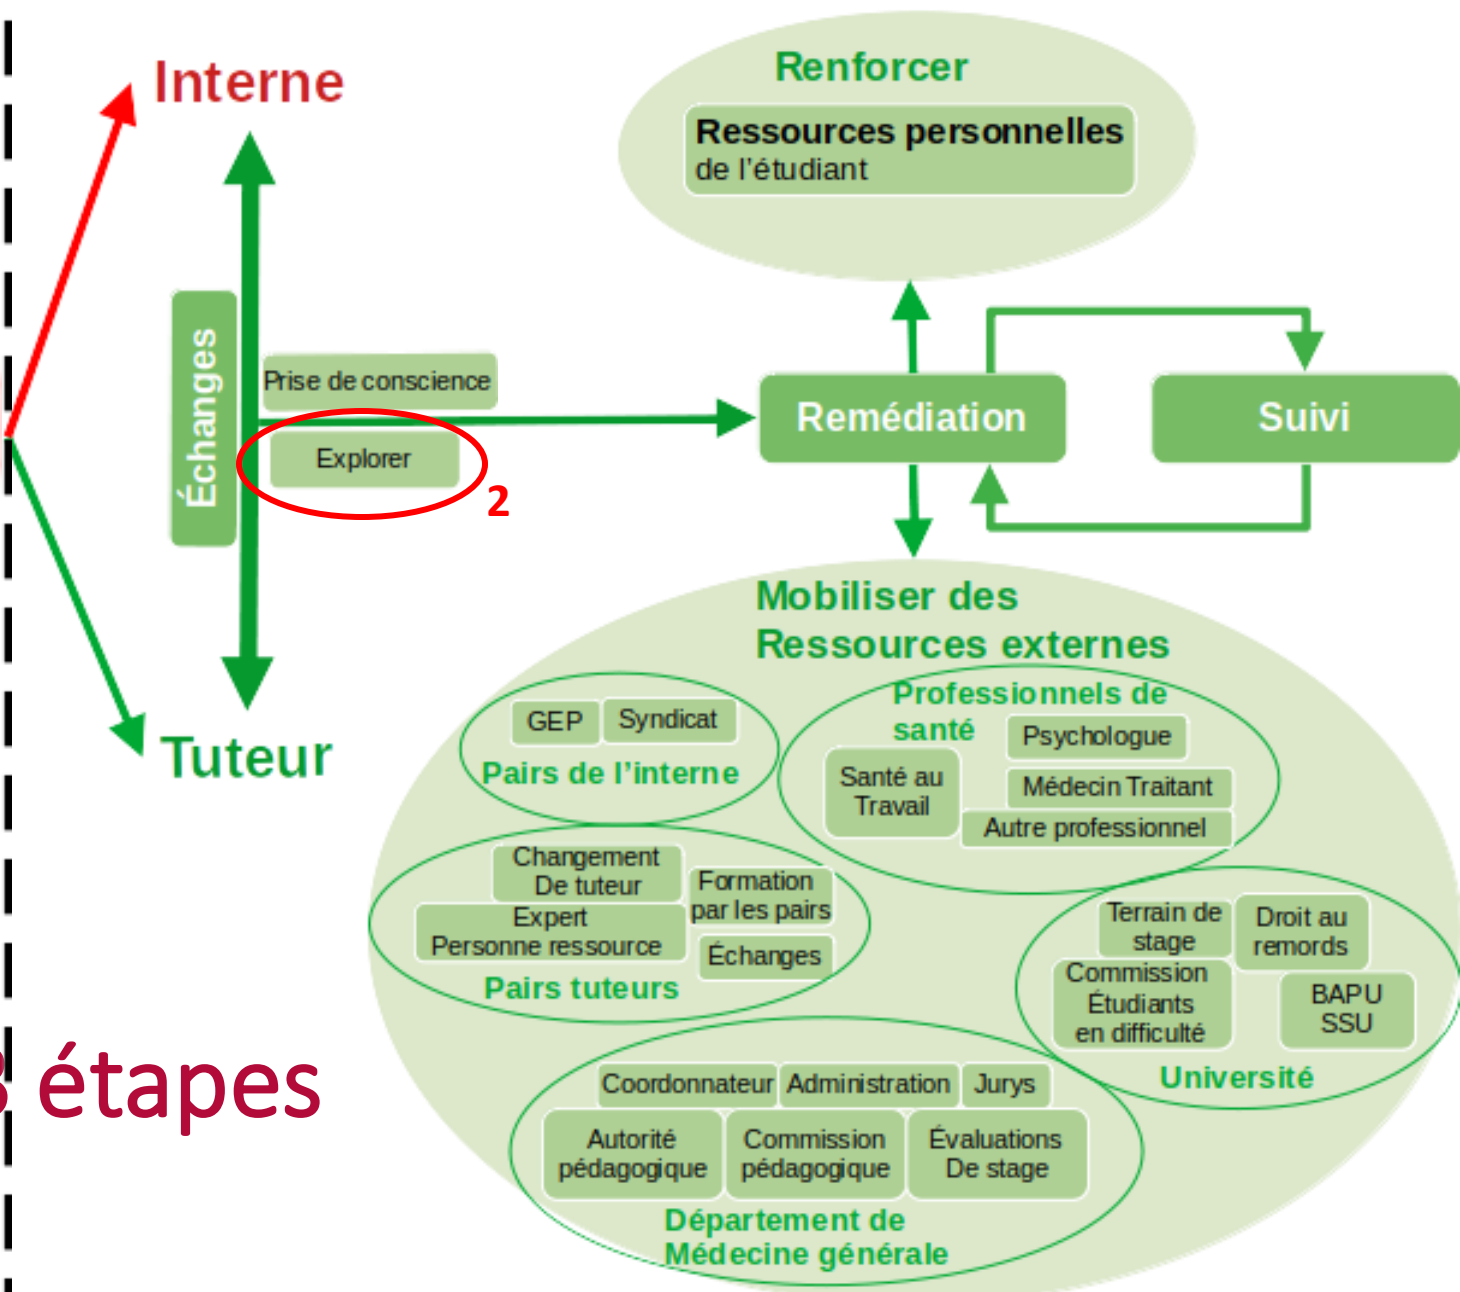 Interne
Renforcer
Ressources personnelles
de l'étudiant
Échanges
Prise de conscience
Explorer
2
Remédiation
Suivi
Tuteur
Mobiliser des
Ressources externes
GEP
Syndicat
Pairs de l'interne
Professionnels de
santé
Psychologue
Santé au
Travail
Médecin Traitant
Autre professionnel
Changement
De tuteur
Formation
par les pairs
Expert
Personne ressource
Échanges
Pairs tuteurs
Terrain de
stage
Droit au
remords
Commission
Étudiants
en difficulté
BAPU
SSU
Université
étapes
Coordonnateur
Administration
Jurys
Autorité
pédagogique
Commission
pédagogique
Évaluations
De stage
Département de
Médecine générale